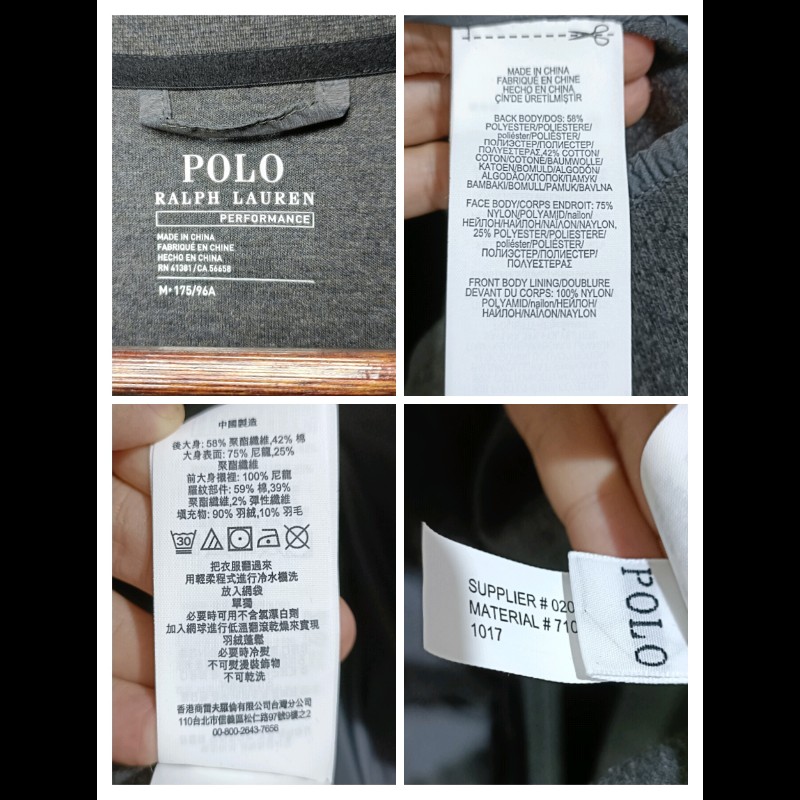 POLO
RALPH LAUREN
PERFORMANCE
MADE IN CHINA
FABRIQUÉ EN CHINE
HECHO EN CHINA
RN 41381 / CA 56658
M• 175/96A
MADE IN CHINA
FABRIQUÉ EN CHINE
HECHO EN CHINA
ÇİN'DE ÜRETİLMİŞTİR
BACK BODY/DOS: 58%
POLYESTER/POLIESTERE/
poliéster/POLIESTER/
ПОЛИЭСТЕР/ПОЛИЕСТЕР/
ΠΟΛΥΕΣΤΕΡΑΣ,42% COTTON/
COTON/COTONE/BAUMWOLLE/
KATOEN/BOMULD/ALGODÓN/
ALGODÃO/ХЛОПОК/ПАМУК/
BAMBAKI/BOMULL/PAMUK/BAVLNA
FACE BODY/CORPS ENDROIT: 75%
NYLON/POLYAMID/nailon/
НЕЙЛОН/НАЙЛОН/NAİLON/NAYLON,
25% POLYESTER/POLIESTERE/
poliéster/POLIESTER/
ПОЛИЭСТЕР/ПОЛИЕСТЕР/
ΠΟΛΥΕΣΤΕΡΑΣ
FRONT BODY LINING/DOUBLURE
DEVANT DU CORPS: 100% NYLON/
POLYAMID/nailon/НЕЙЛОН/
НАЙЛОН/NAİLON/NAYLON
中國製造
後大身: 58% 聚酯纖維,42% 棉
大身表面: 75% 尼龍,25%
聚酯纖維
前大身襯裡: 100% 尼龍
羅紋部件: 59% 棉,39%
聚酯纖維,2% 彈性纖維
填充物: 90% 羽絨,10% 羽毛
30
把衣服翻過來
用輕柔程式進行冷水機洗
放入網袋
單獨
必要時可用不含氯漂白劑
加入網球進行低溫翻滾乾燥來實現
羽絨蓬鬆
必要時冷熨
不可熨燙裝飾物
不可乾洗
香港商雷夫羅倫有限公司台灣分公司
110台北市信義區松仁路97號9樓之2
00-800-2643-7656
SUPPLIER # 020
MATERIAL # 710
1017
POLO